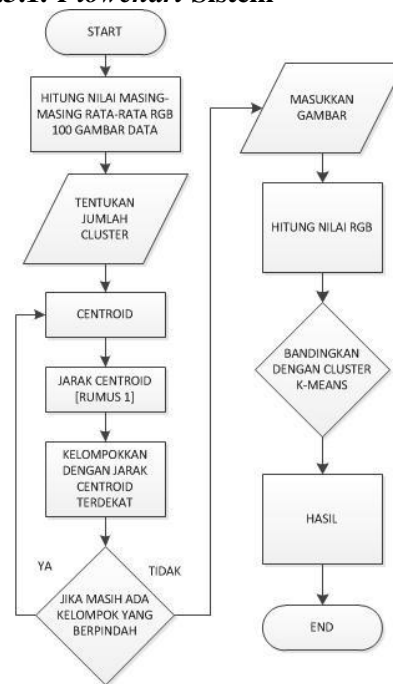 .3.1. Flowchart Sistem
START
HITUNG NILAI MASING-
MASING RATA-RATA RGB
100 GAMBAR DATA
TENTUKAN
JUMLAH
CLUSTER
CENTROID
JARAK CENTROID
[RUMUS 1]
KELOMPOKKAN
DENGAN JARAK
CENTROID
TERDEKAT
YA
TIDAK
JIKA MASIH ADA
KELOMPOK YANG
BERPINDAH
MASUKKAN
GAMBAR
HITUNG NILAI RGB
BANDINGKAN
DENGAN CLUSTER
K-MEANS
HASIL
END